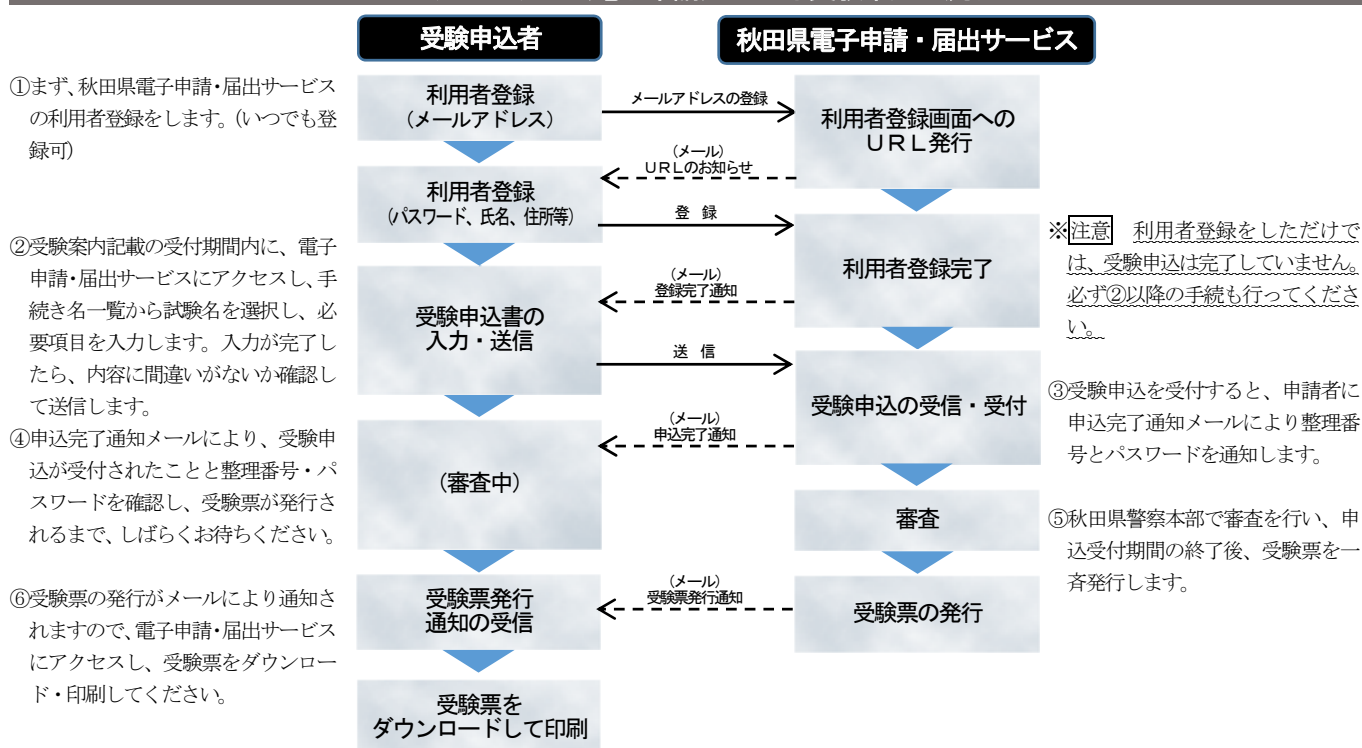 受験申込者
秋田県電子申請・届出サービス
①まず、秋田県電子申請・届出サービス
の利用者登録をします。(いつでも登
録可)
利用者登録
(メールアドレス)
メールアドレスの登録
利用者登録画面への
ＵＲＬ発行
(メール)
ＵＲＬのお知らせ
利用者登録
(パスワード、氏名、住所等)
登 録
②受験案内記載の受付期間内に、電子
申請・届出サービスにアクセスし、手
続き名一覧から試験名を選択し、必
要項目を入力します。入力が完了し
たら、内容に間違いがないか確認し
て送信します。
利用者登録完了
(メール)
登録完了通知
※注意　利用者登録をしただけで
は、受験申込は完了していません。
必ず②以降の手続も行ってくださ
い。
受験申込書の
入力・送信
送 信
受験申込の受信・受付
③受験申込を受付すると、申請者に
申込完了通知メールにより整理番
号とパスワードを通知します。
(メール)
申込完了通知
④申込完了通知メールにより、受験申
込が受付されたことと整理番号・パ
スワードを確認し、受験票が発行さ
れるまで、しばらくお待ちください。
(審査中)
審査
⑤秋田県警察本部で審査を行い、申
込受付期間の終了後、受験票を一
斉発行します。
(メール)
受験票発行通知
受験票発行
通知の受信
受験票の発行
⑥受験票の発行がメールにより通知さ
れますので、電子申請・届出サービス
にアクセスし、受験票をダウンロー
ド・印刷してください。
受験票を
ダウンロードして印刷